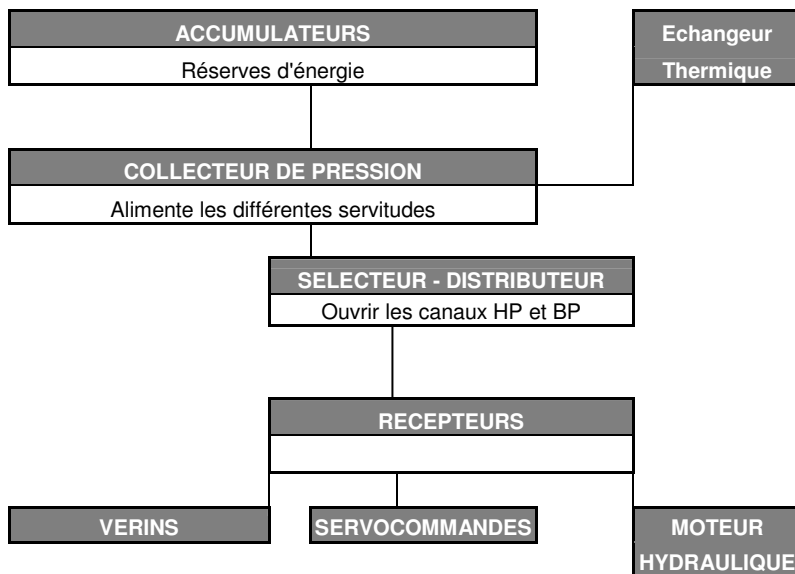 ACCUMULATEURS
Réserves d'énergie
Echangeur
Thermique
COLLECTEUR DE PRESSION
Alimente les différentes servitudes
SELECTEUR - DISTRIBUTEUR
Ouvrir les canaux HP et BP
RECEPTEURS
VERINS
SERVOCOMMANDES
MOTEUR
HYDRAULIQUE